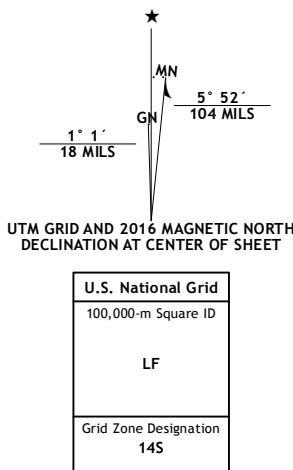 MN
GN
5° 52´
104 MILS
1° 1´
18 MILS
UTM GRID AND 2016 MAGNETIC NORTH
DECLINATION AT CENTER OF SHEET
U.S. National Grid
100,000-m Square ID
LF
Grid Zone Designation
14S